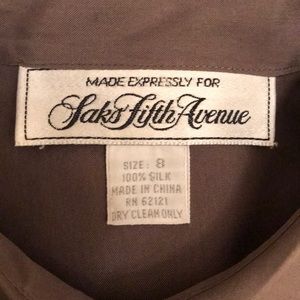 MADE EXPRESSLY FOR
Saks Fifth Avenue
SIZE: 8
100% SILK
MADE IN CHINA
RN 62121
DRY CLEAN ONLY